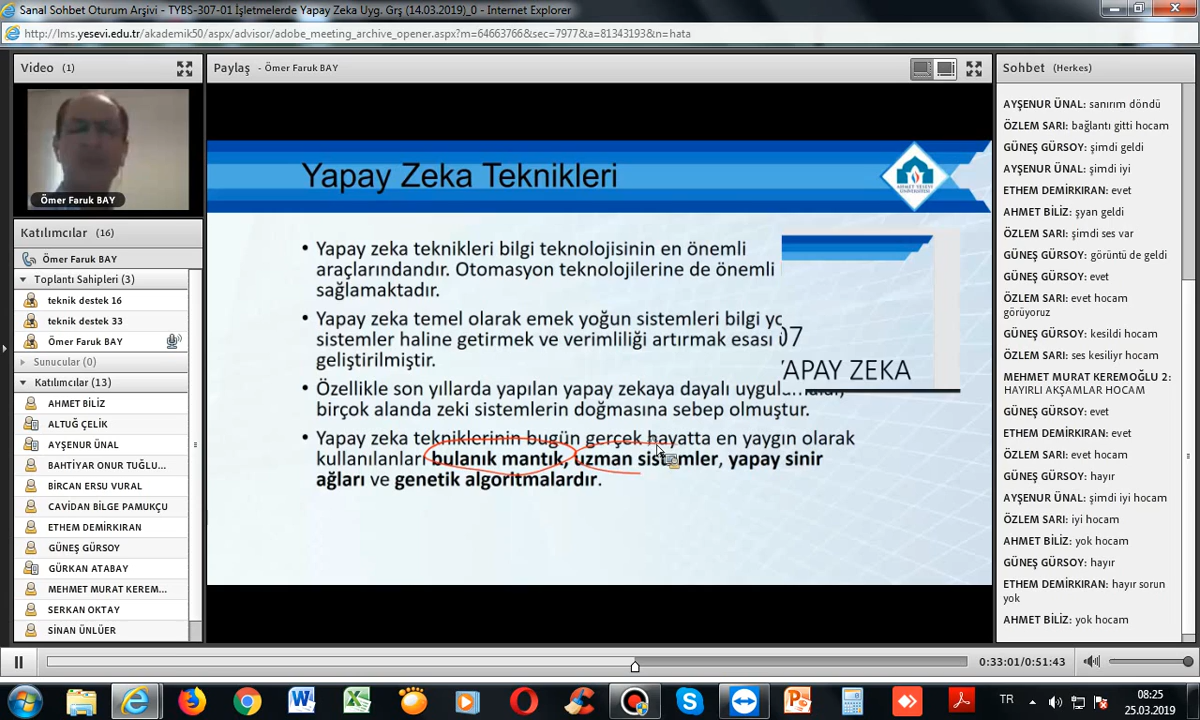 Sanal Sohbet Oturum Arşivi - TYBS-307-01 İşletmelerde Yapay Zeka Uyg. Grş (14.03.2019)_0 - Internet Explorer
http://lms.yesevi.edu.tr/akademik50/aspx/advisor/adobe_meeting_archive_opener.aspx?m=64663766&sec=7977&a=81343193&n=hata
Video (1)
Ömer Faruk BAY
Katılımcılar (16)
Ömer Faruk BAY
Toplantı Sahipleri (3)
teknik destek 16
teknik destek 33
Ömer Faruk BAY
Sunucular (0)
Katılımcılar (13)
AHMET BİLİZ
ALTUĞ ÇELİK
AYŞENUR ÜNAL
BAHTİYAR ONUR TUĞLU...
BİRCAN ERSU VURAL
CAVİDAN BİLGE PAMUKÇU
ETHEM DEMİRKIRAN
GÜNEŞ GÜRSOY
GÜRKAN ATABAY
MEHMET MURAT KEREM...
SERKAN OKTAY
SİNAN ÜNLÜER
Paylaş - Ömer Faruk BAY
Yapay Zeka Teknikleri
AHMET YESEVİ
ÜNİVERSİTESİ
• Yapay zeka teknikleri bilgi teknolojisinin en önemli
araçlarındandır. Otomasyon teknolojilerine de önemli
sağlamaktadır.
• Yapay zeka temel olarak emek yoğun sistemleri bilgi yo
sistemler haline getirmek ve verimliliği artırmak esası
geliştirilmiştir.
07
YAPAY ZEKA
• Özellikle son yıllarda yapılan yapay zekaya dayalı
birçok alanda zeki sistemlerin doğmasına sebep olmuştur.
• Yapay zeka tekniklerinin bugün gerçek hayatta en yaygın olarak
kullanılanları bulanık mantık, uzman sistemler, yapay sinir
ağları ve genetik algoritmalardır.
Sohbet (Herkes)
AYŞENUR ÜNAL: sanırım döndü
ÖZLEM SARI: bağlantı gitti hocam
GÜNEŞ GÜRSOY: şimdi geldi
AYŞENUR ÜNAL: şimdi iyi
ETHEM DEMİRKIRAN: evet
AHMET BİLİZ: şyan geldi
ÖZLEM SARI: şimdi ses var
GÜNEŞ GÜRSOY: görüntü de geldi
GÜNEŞ GÜRSOY: evet
ÖZLEM SARI: evet hocam
görüyoruz
GÜNEŞ GÜRSOY: kesildi hocam
ÖZLEM SARI: ses kesiliyr hocam
MEHMET MURAT KEREMOĞLU 2:
HAYIRLI AKŞAMLAR HOCAM
GÜNEŞ GÜRSOY: evet
ETHEM DEMİRKIRAN: evet
ÖZLEM SARI: evet hocam
GÜNEŞ GÜRSOY: hayır
AYŞENUR ÜNAL: şimdi iyi hocam
ÖZLEM SARI: iyi hocam
AHMET BİLİZ: yok hocam
GÜNEŞ GÜRSOY: hayır
ETHEM DEMİRKIRAN: hayır sorun
yok
AHMET BİLİZ: yok hocam
0:33:01/0:51:43
TR
08:25
25.03.2019